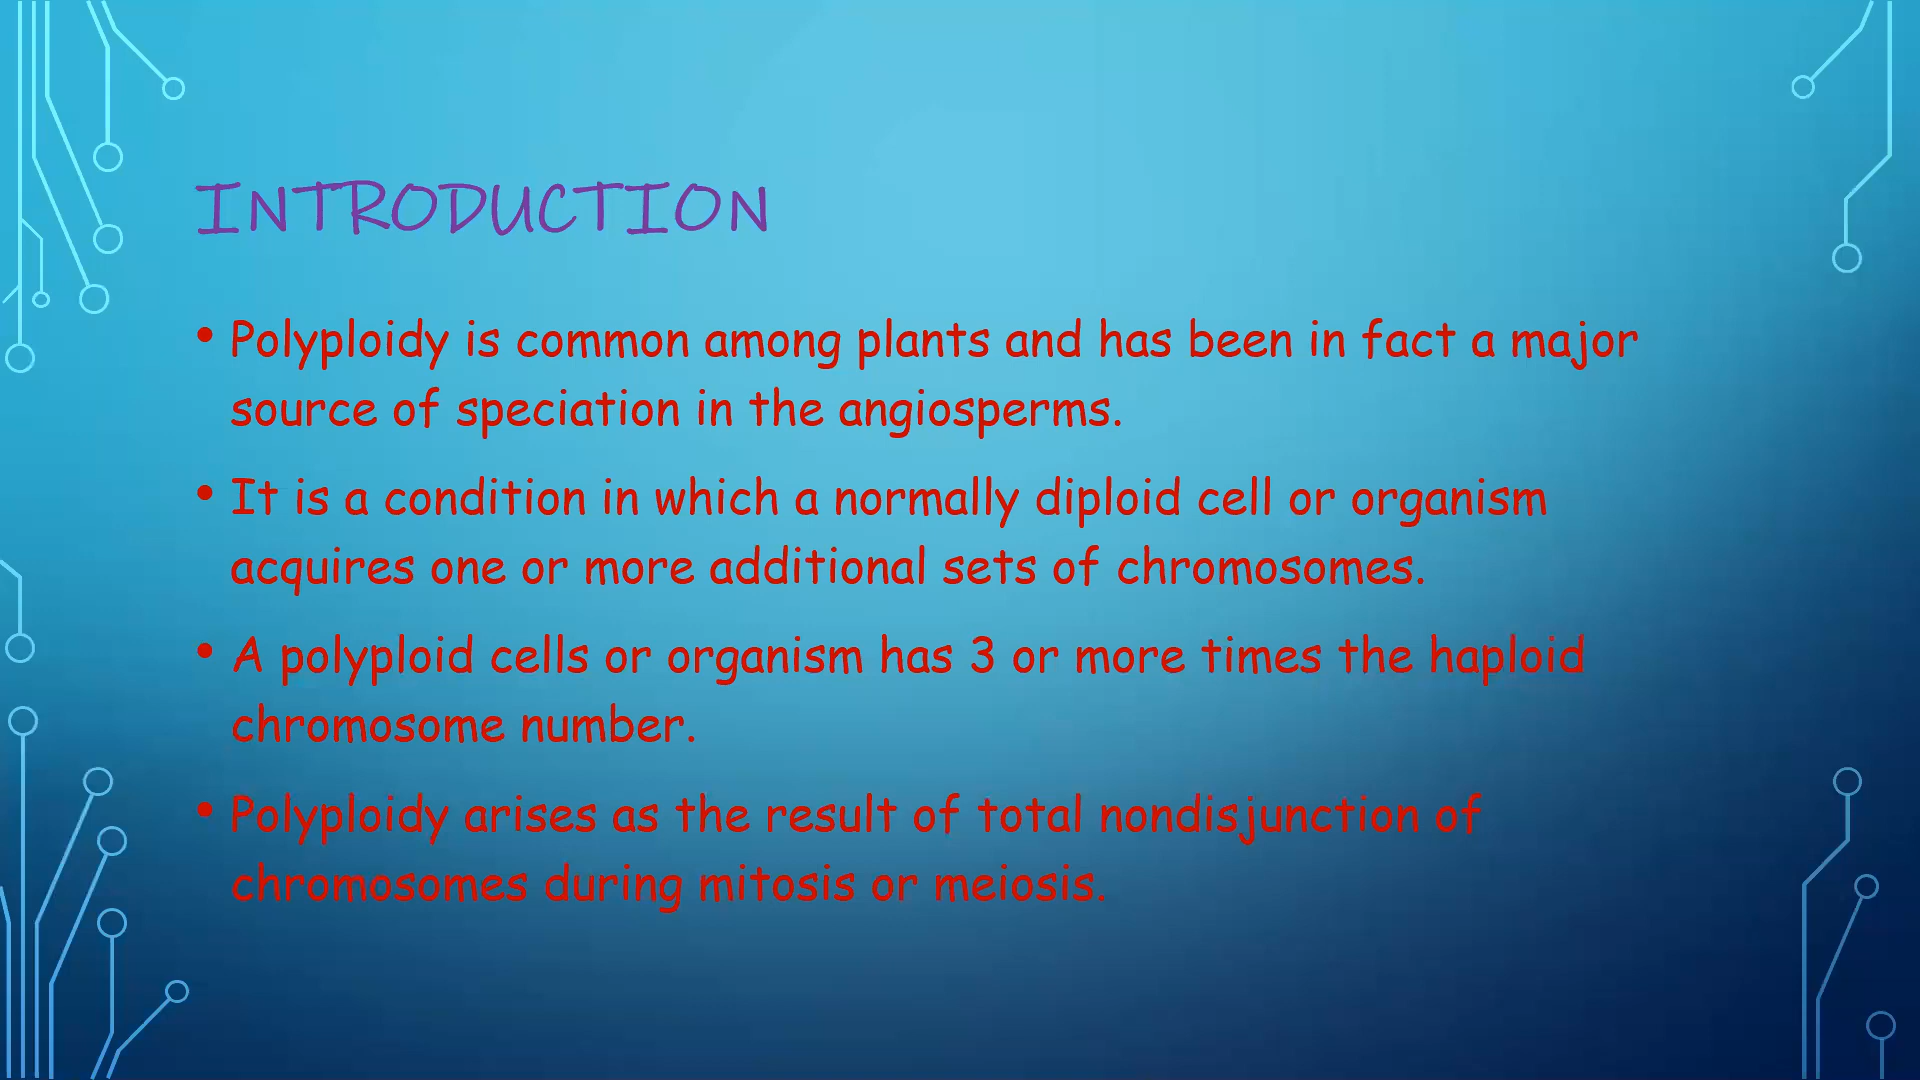 INTRODUCTION
• Polyploidy is common among plants and has been in fact a major
source of speciation in the angiosperms.
• It is a condition in which a normally diploid cell or organism
acquires one or more additional sets of chromosomes.
• A polyploid cells or organism has 3 or more times the haploid
chromosome number.
• Polyploidy arises as the result of total nondisjunction of
chromosomes during mitosis or meiosis.